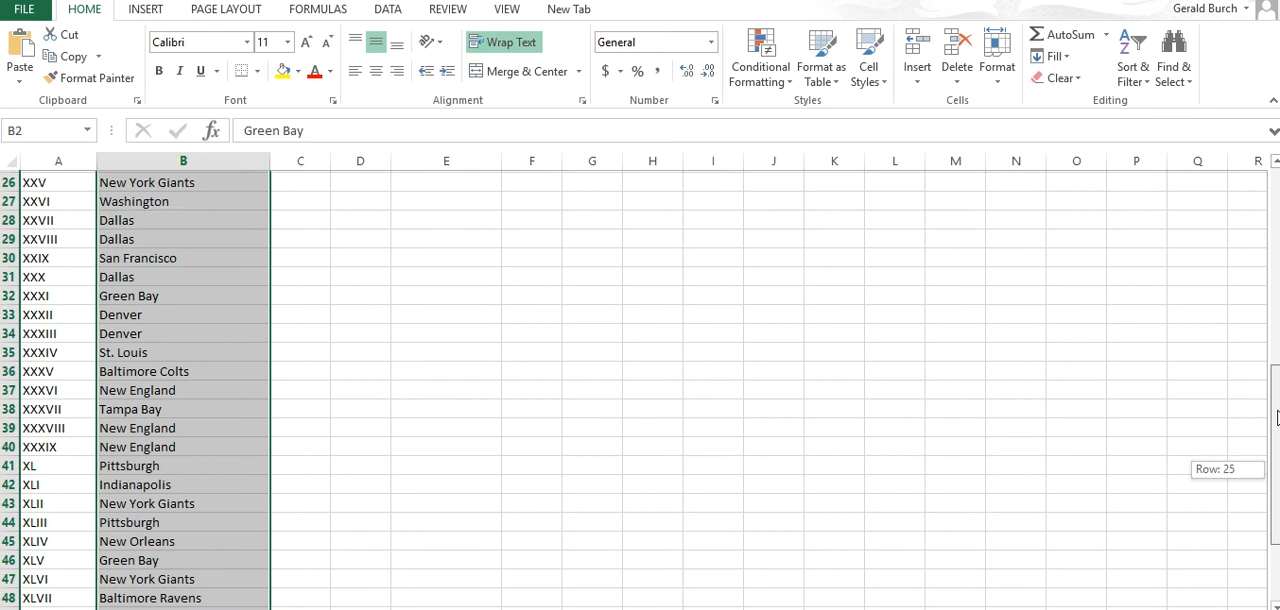 FILE HOME INSERT PAGE LAYOUT FORMULAS DATA REVIEW VIEW New Tab Gerald Burch
Paste Cut Copy Format Painter
Calibri 11
B I U A A A
Wrap Text
Merge & Center
General
$ % , .0 .00 .00 .0
Conditional Formatting Format as Table Cell Styles
Insert Delete Format
AutoSum Fill Clear
Sort & Filter Find & Select
Clipboard Font Alignment Number Styles Cells Editing
B2 fx Green Bay
A B C D E F G H I J K L M N O P Q R
26 XXV New York Giants
27 XXVI Washington
28 XXVII Dallas
29 XXVIII Dallas
30 XXIX San Francisco
31 XXX Dallas
32 XXXI Green Bay
33 XXXII Denver
34 XXXIII Denver
35 XXXIV St. Louis
36 XXXV Baltimore Colts
37 XXXVI New England
38 XXXVII Tampa Bay
39 XXXVIII New England
40 XXXIX New England
41 XL Pittsburgh
Row: 25
42 XLI Indianapolis
43 XLII New York Giants
44 XLIII Pittsburgh
45 XLIV New Orleans
46 XLV Green Bay
47 XLVI New York Giants
48 XLVII Baltimore Ravens